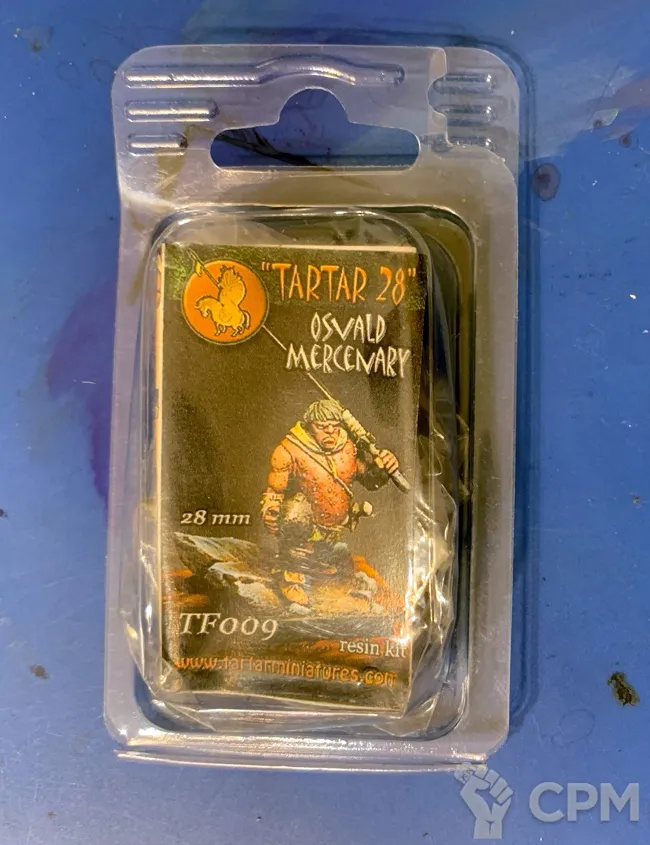 "TARTAR 28"
OSVALD
MERCENARY
28 mm
TF009
resin kit
www.tartarminiatures.com
CPM